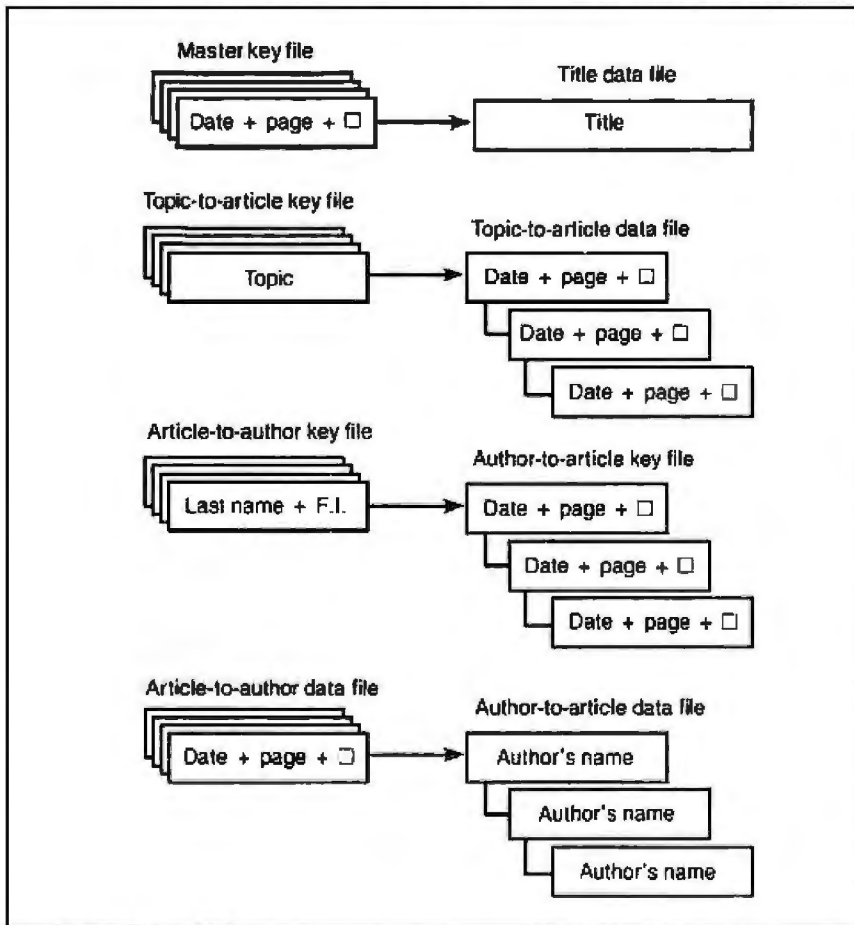 Master key file
Title data file
Date + page + □
Title
Topic-to-article key file
Topic-to-article data file
Topic
Date + page + □
Date + page + □
Date + page + □
Article-to-author key file
Author-to-article key file
Last name + F.I.
Date + page + □
Date + page + □
Date + page + □
Article-to-author data file
Author-to-article data file
Date + page + □
Author's name
Author's name
Author's name